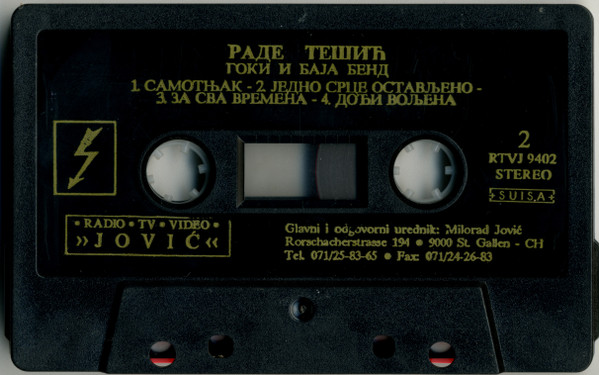 РАДЕ ТЕШИЋ
ГОКИ И БАЈА БЕНД
1. САМОТЊАК - 2. ЈЕДНО СРЦЕ ОСТАВЉЕНО -
3. ЗА СВА ВРЕМЕНА - 4. ДОЂИ ВОЉЕНА
2
RTVJ 9402
STEREO
SUISA
• RADIO • TV • VIDEO •
»JOVIĆ«
Glavni i odgovorni urednik: Milorad Jović
Rorschacherstrasse 194 • 9000 St. Gallen - CH
Tel. 071/25-83-65 • Fax: 071/24-26-83